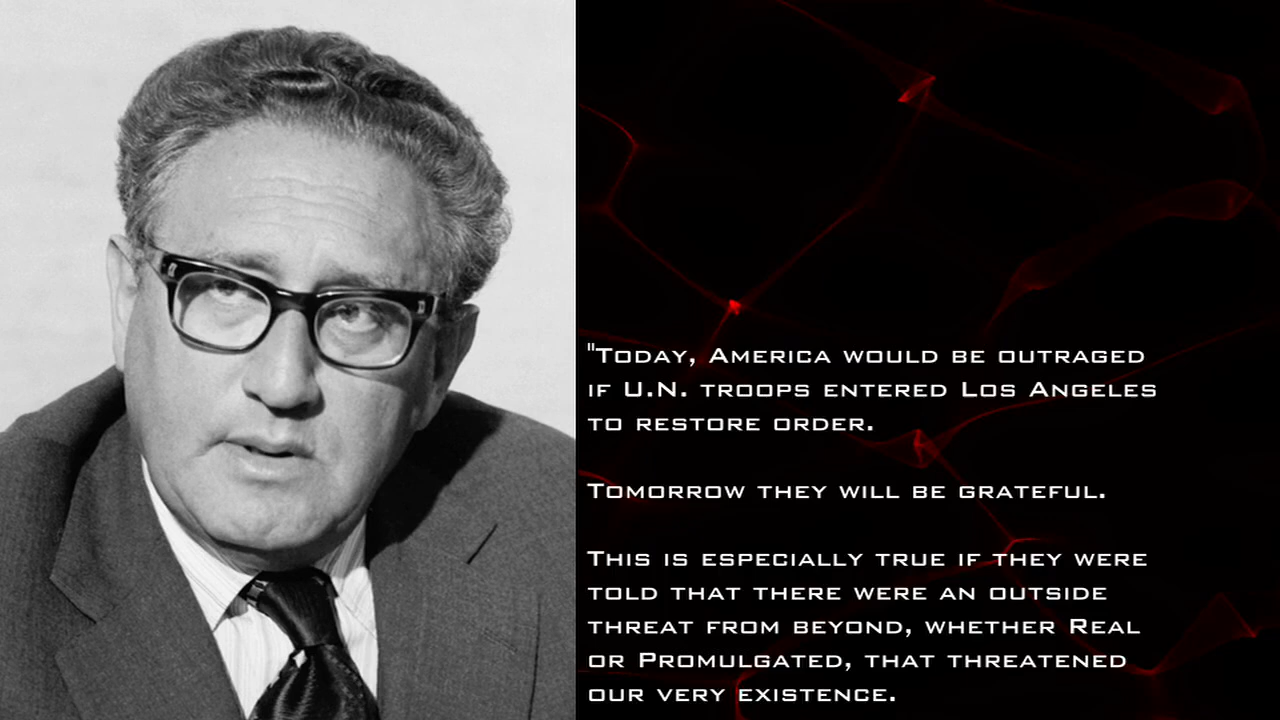 "Today, America would be outraged
if U.N. troops entered Los Angeles
to restore order.
Tomorrow they will be grateful.
This is especially true if they were
told that there were an outside
threat from beyond, whether Real
or Promulgated, that threatened
our very existence.